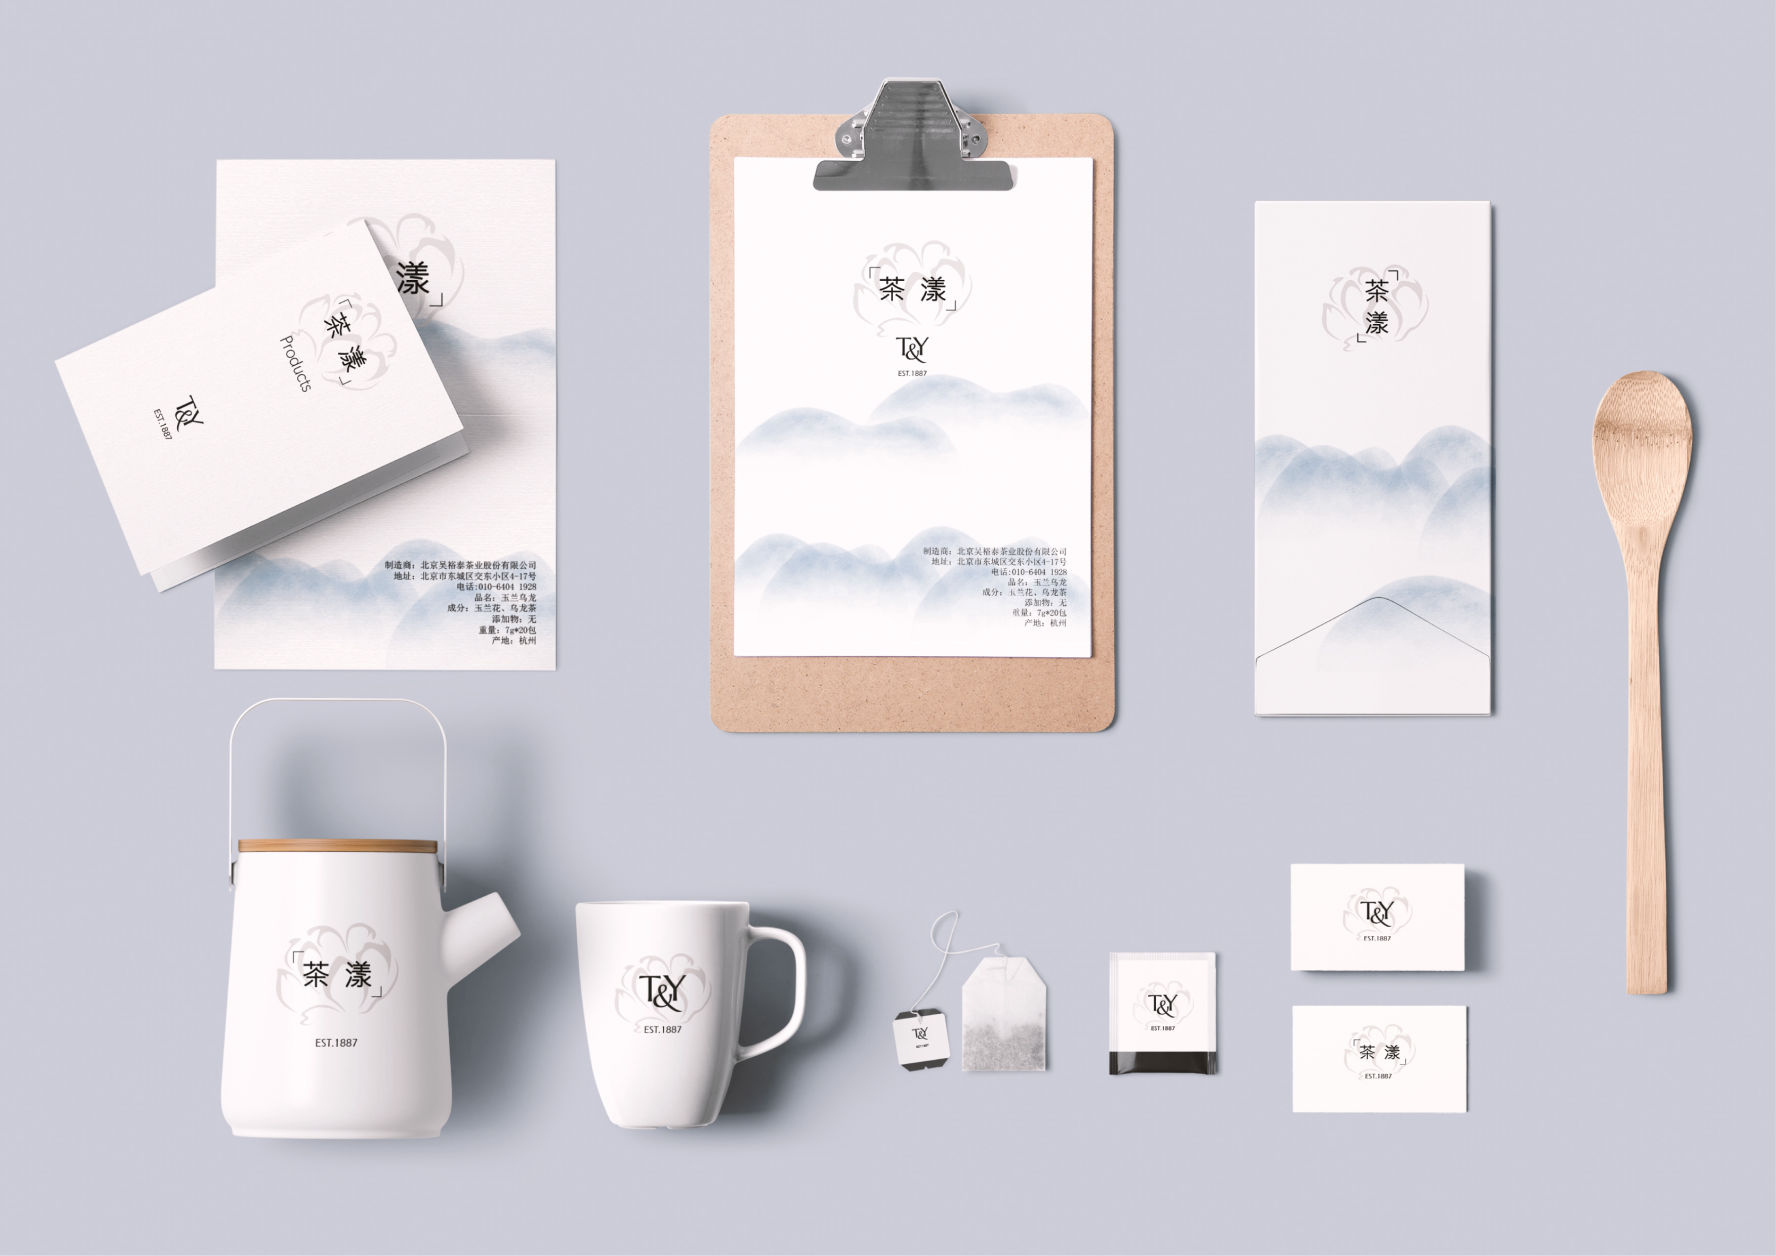 漾」
「茶漾」
Products
T&Y
EST.1887
制造商：北京吴裕泰茶业股份有限公司
地址：北京市东城区交东小区4-17号
电话:010-6404 1928
品名：玉兰乌龙
成分：玉兰花、乌龙茶
添加物：无
重量：7g*20包
产地：杭州
「茶 漾」
T&Y
EST.1887
制造商：北京吴裕泰茶业股份有限公司
地址：北京市东城区交东小区4-17号
电话:010-6404 1928
品名：玉兰乌龙
成分：玉兰花、乌龙茶
添加物：无
重量：7g*20包
产地：杭州
茶
漾
「茶 漾」
EST.1887
T&Y
EST.1887
T&Y
EST.1887
T&Y
EST.1887
T&Y
EST.1887
「茶 漾」
EST.1887